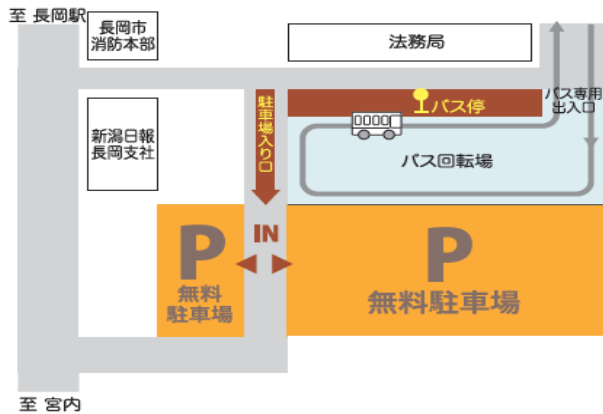 至 長岡駅
長岡市
消防本部
法務局
新潟日報
長岡支社
駐車場入り口
バス停
バス専用
出入口
バス回転場
IN
P
無料
駐車場
P
無料駐車場
至 宮内